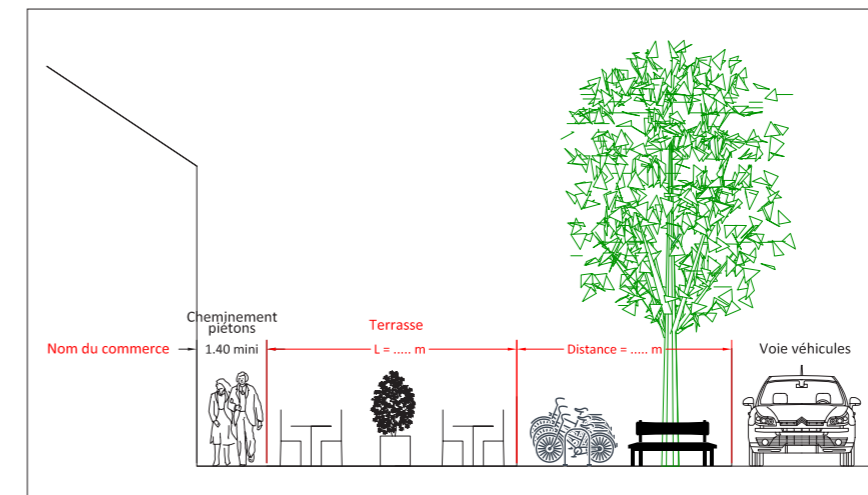 Cheminement
piétons
Terrasse
Nom du commerce
1.40 mini
L = ..... m
Distance = ..... m
Voie véhicules